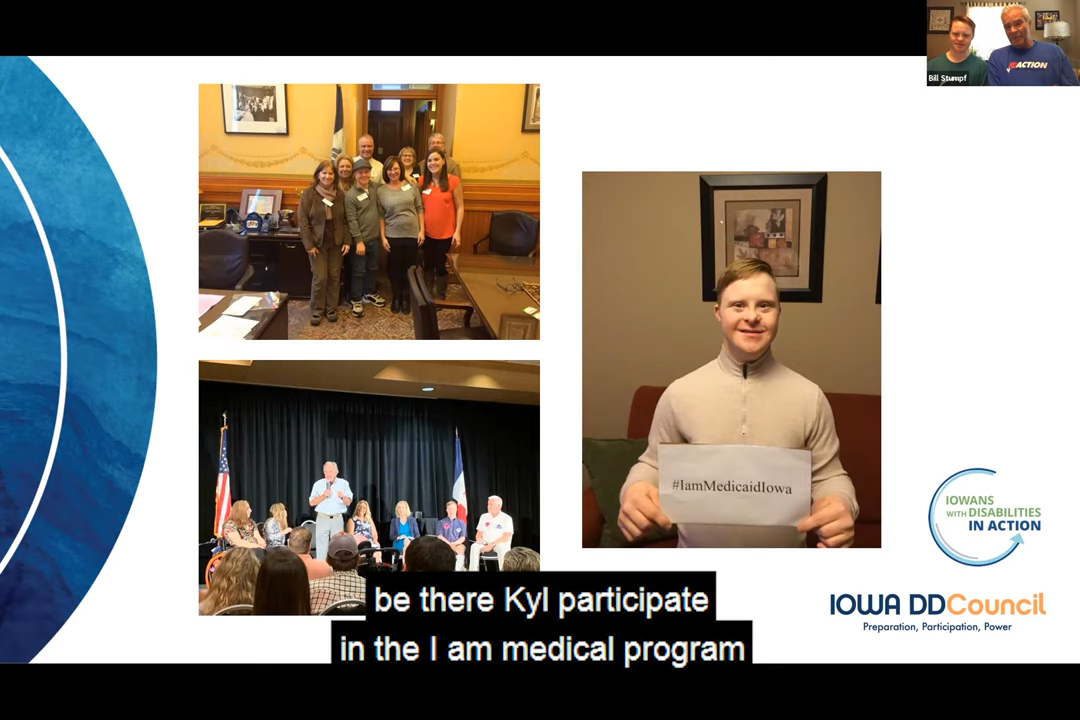 Bill Stumpf
ACTION
#IamMedicaidIowa
IOWANS
WITH DISABILITIES
IN ACTION
IOWA DDCouncil
Preparation, Participation, Power
be there Kyl participate
in the I am medical program